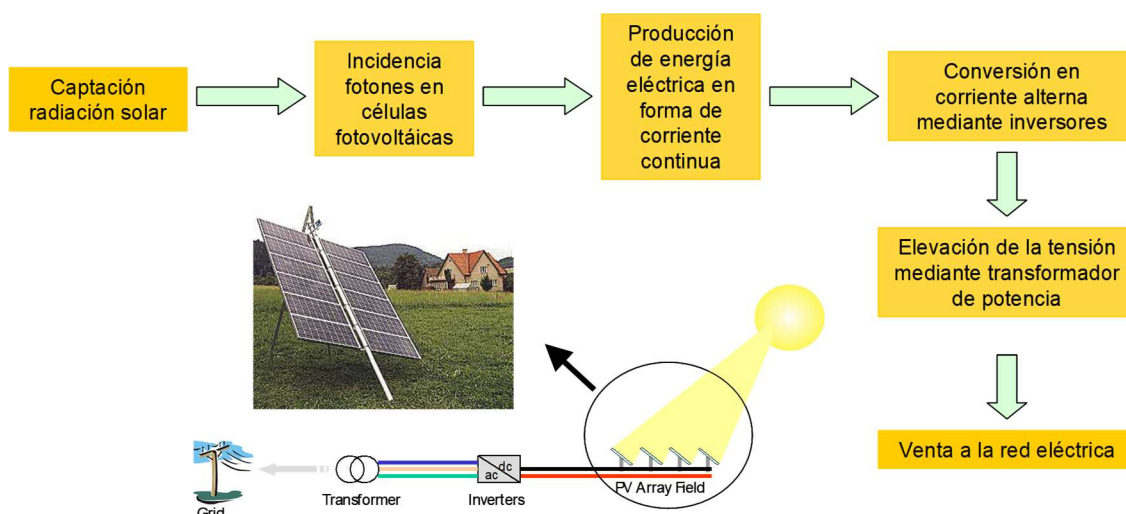 Captación
radiación solar
Incidencia
fotones en
células
fotovoltáicas
Producción
de energía
eléctrica en
forma de
corriente
continua
Conversión en
corriente alterna
mediante inversores
Elevación de la tensión
mediante transformador
de potencia
Venta a la red eléctrica
Grid
Transformer
ac dc
Inverters
PV Array Field